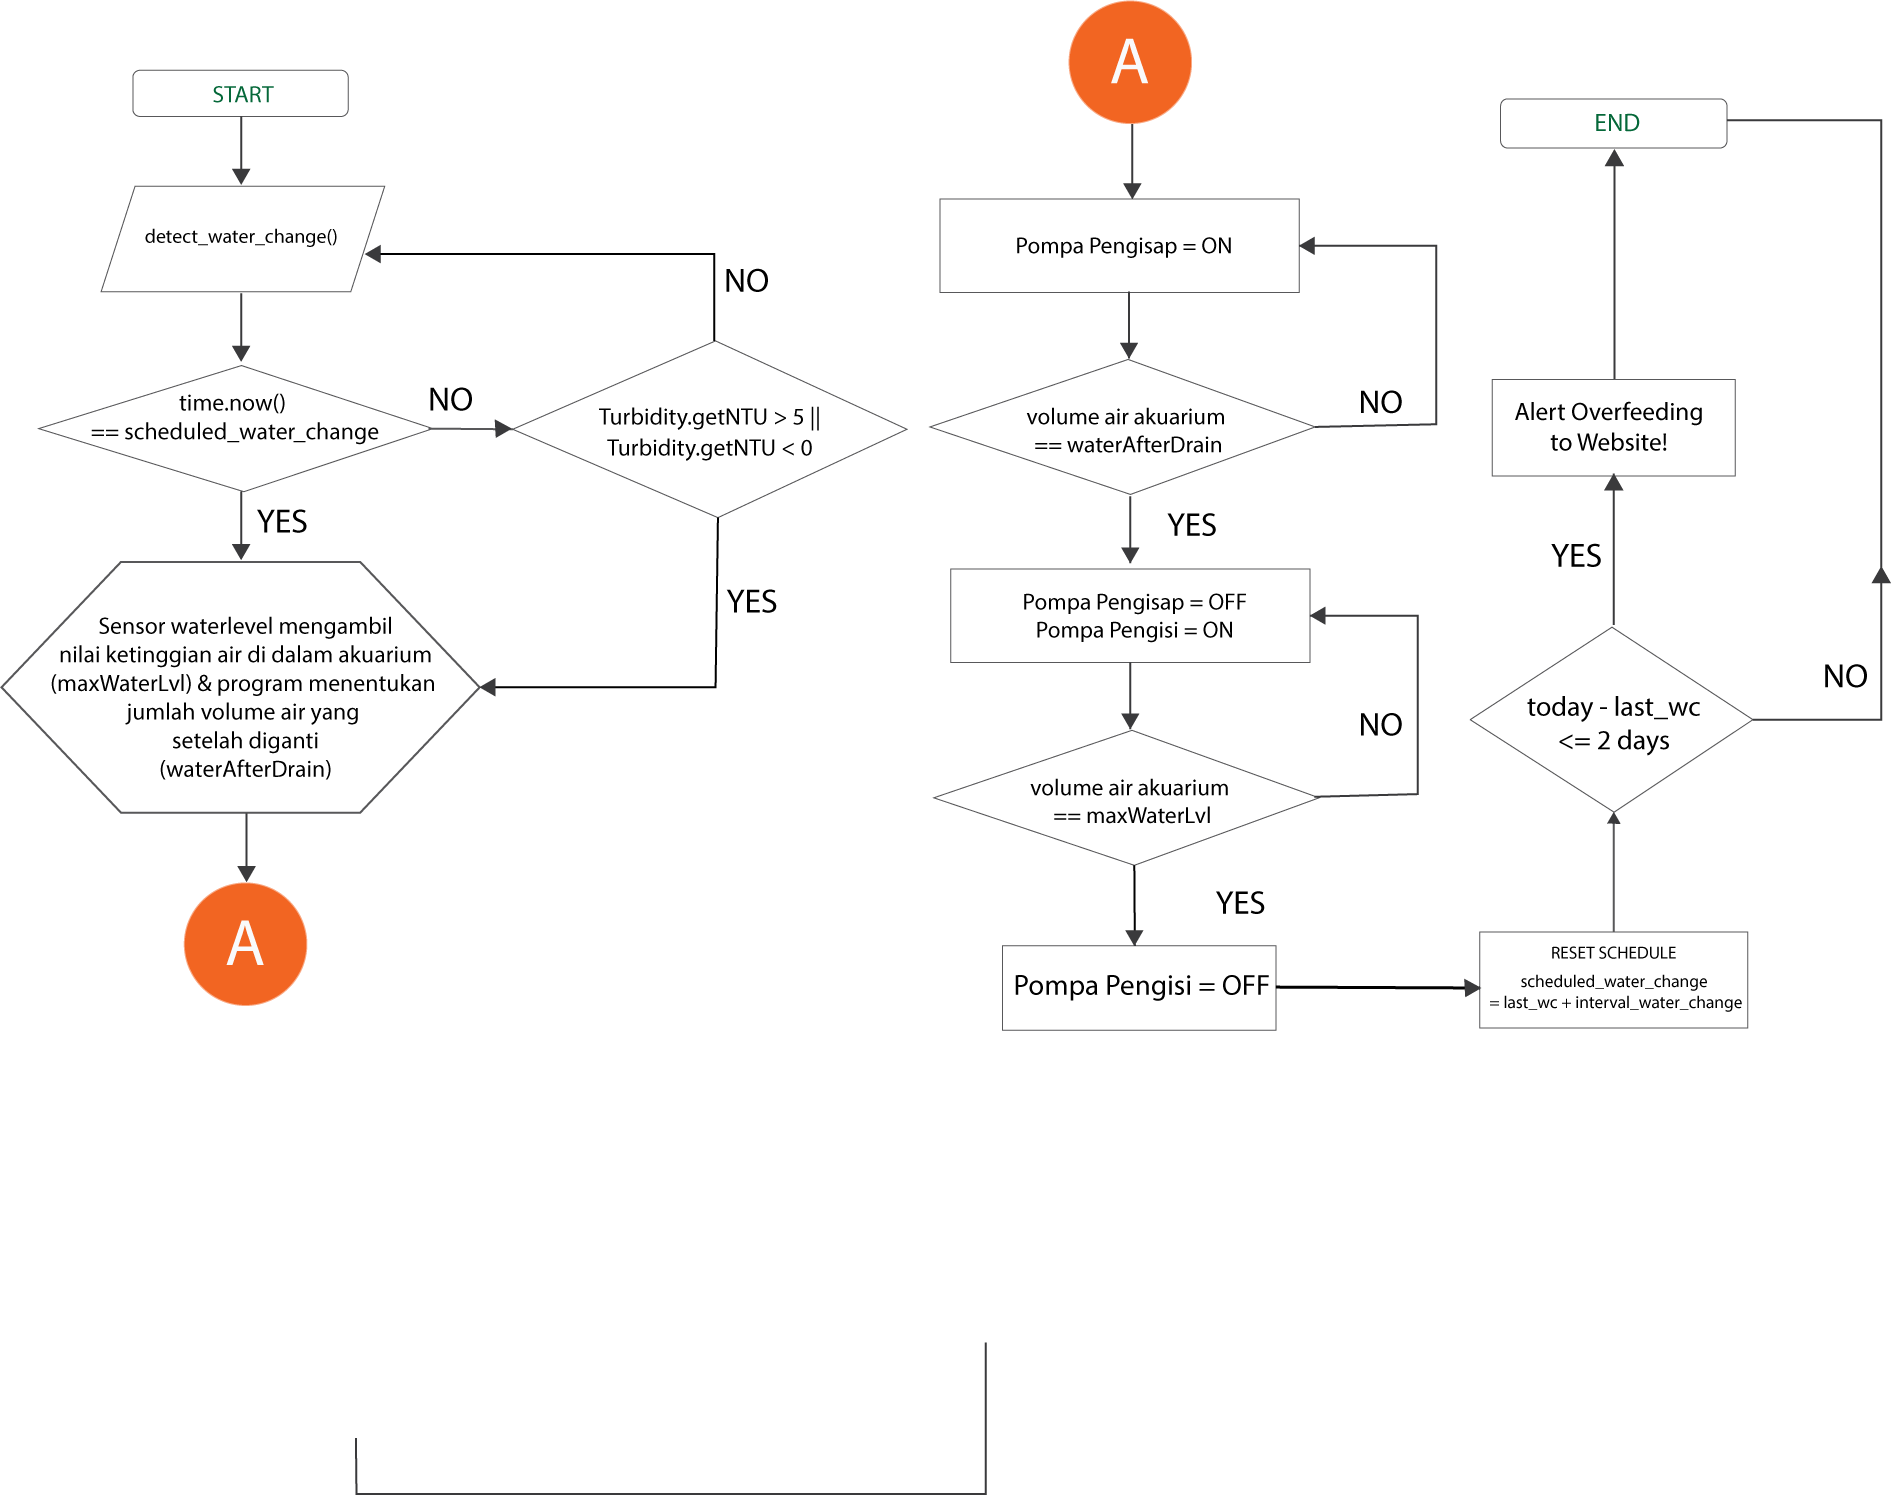 START
detect_water_change()
NO
time.now()
== scheduled_water_change
NO
Turbidity.getNTU > 5 ||
Turbidity.getNTU < 0
YES
YES
Sensor waterlevel mengambil
nilai ketinggian air di dalam akuarium
(maxWaterLvl) & program menentukan
jumlah volume air yang
setelah diganti
(waterAfterDrain)
A
A
Pompa Pengisap = ON
volume air akuarium
== waterAfterDrain
NO
YES
Pompa Pengisap = OFF
Pompa Pengisi = ON
volume air akuarium
== maxWaterLvl
NO
YES
Pompa Pengisi = OFF
RESET SCHEDULE
scheduled_water_change
= last_wc + interval_water_change
today - last_wc
<= 2 days
NO
YES
Alert Overfeeding
to Website!
END